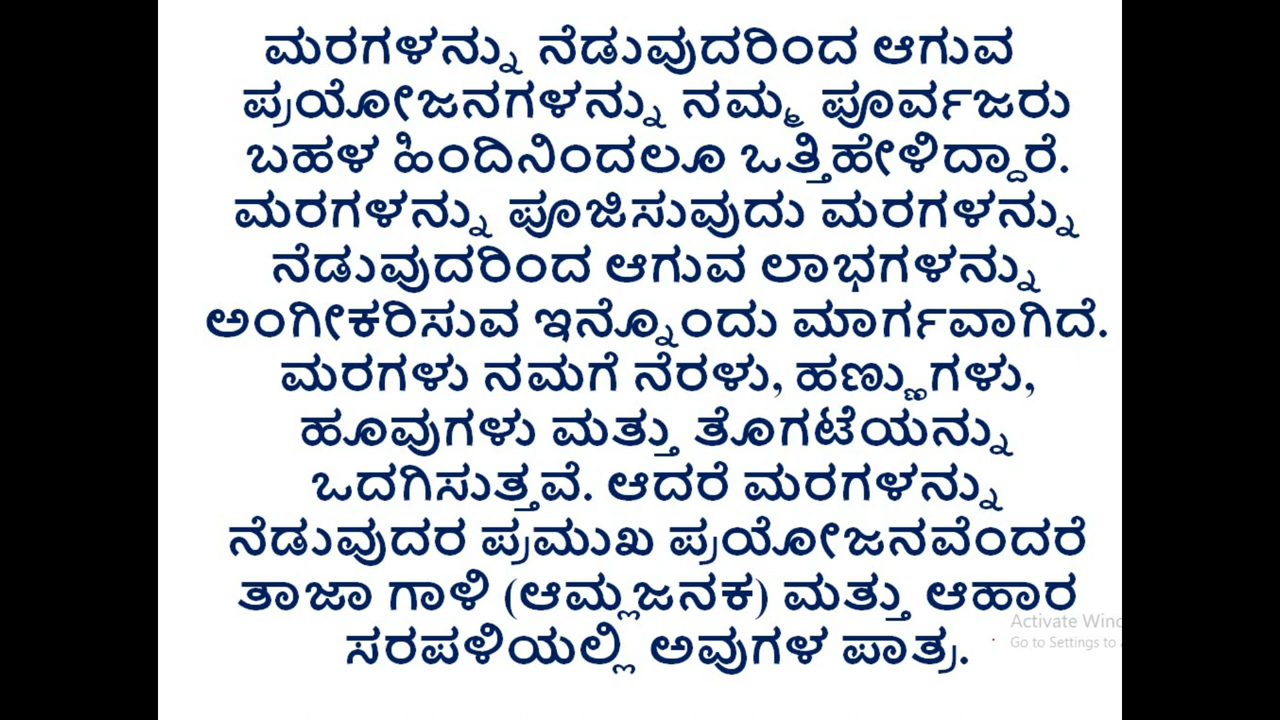 ಮರಗಳನ್ನು ನೆಡುವುದರಿಂದ ಆಗುವ
ಪ್ರಯೋಜನಗಳನ್ನು ನಮ್ಮ ಪೂರ್ವಜರು
ಬಹಳ ಹಿಂದಿನಿಂದಲೂ ಒತ್ತಿಹೇಳಿದ್ದಾರೆ.
ಮರಗಳನ್ನು ಪೂಜಿಸುವುದು ಮರಗಳನ್ನು
ನೆಡುವುದರಿಂದ ಆಗುವ ಲಾಭಗಳನ್ನು
ಅಂಗೀಕರಿಸುವ ಇನ್ನೊಂದು ಮಾರ್ಗವಾಗಿದೆ.
ಮರಗಳು ನಮಗೆ ನೆರಳು, ಹಣ್ಣುಗಳು,
ಹೂವುಗಳು ಮತ್ತು ತೊಗಟೆಯನ್ನು
ಒದಗಿಸುತ್ತವೆ. ಆದರೆ ಮರಗಳನ್ನು
ನೆಡುವುದರ ಪ್ರಮುಖ ಪ್ರಯೋಜನವೆಂದರೆ
ತಾಜಾ ಗಾಳಿ (ಆಮ್ಲಜನಕ) ಮತ್ತು ಆಹಾರ
ಸರಪಳಿಯಲ್ಲಿ ಅವುಗಳ ಪಾತ್ರ.
Activate Winc
Go to Settings to